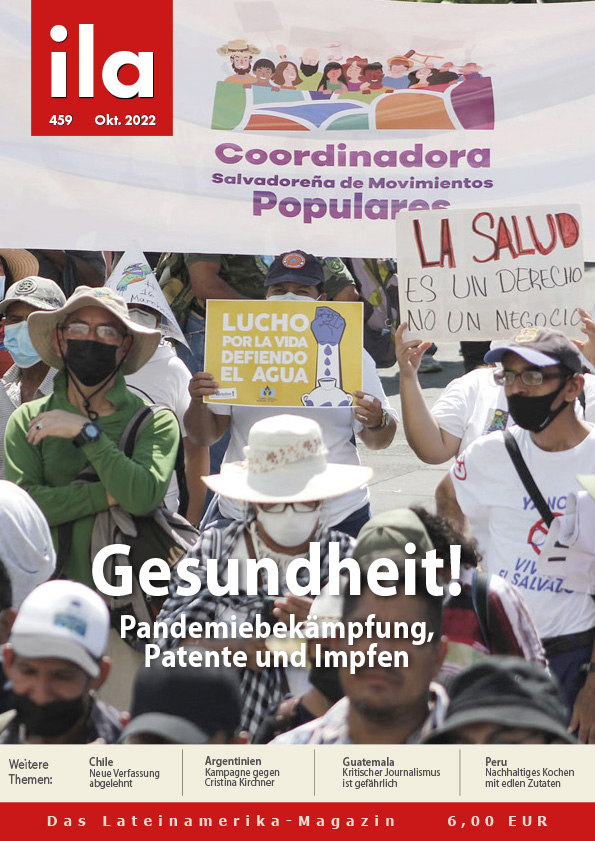 ila
459 Okt. 2022
Coordinadora
Salvadoreña de Movimientos
Populares
LA SALUD
ES UN DERECHO
NO UN NEGOCIO
LUCHO
POR LA VIDA
DEFIENDO
EL AGUA
Gesundheit!
Pandemiebekämpfung,
Patente und Impfen
Weitere
Themen:
Chile
Neue Verfassung
abgelehnt
Argentinien
Kampagne gegen
Cristina Kirchner
Guatemala
Kritischer Journalismus
ist gefährlich
Peru
Nachhaltiges Kochen
mit edlen Zutaten
Das Lateinamerika-Magazin 6,00 EUR